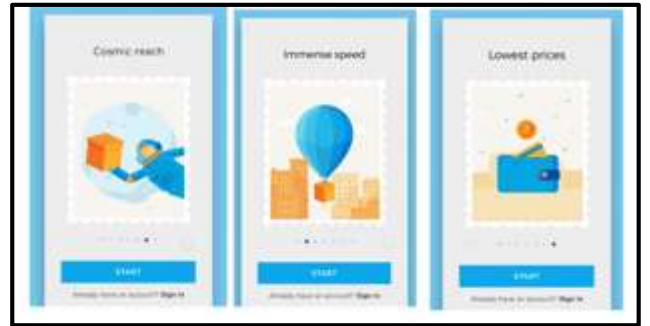 Cosmic reach
START
Already have an account? Sign in
Immense speed
START
Already have an account? Sign in
Lowest prices
START
Already have an account? Sign in